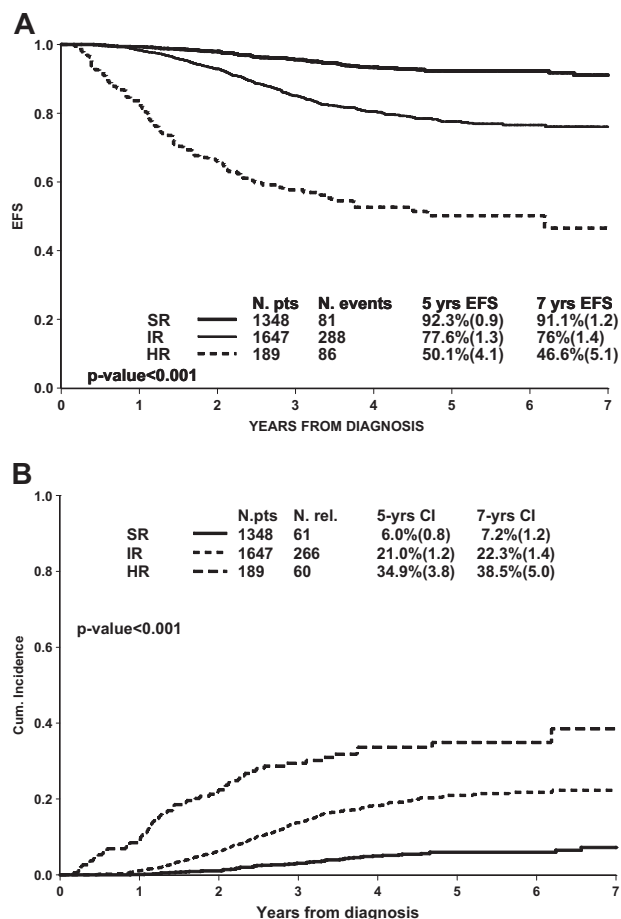 A
1.0
0.8
0.6
0.4
0.2
0.0
EFS
N. pts N. events 5 yrs EFS 7 yrs EFS
SR 1348 81 92.3%(0.9) 91.1%(1.2)
IR 1647 288 77.6%(1.3) 76%(1.4)
HR 189 86 50.1%(4.1) 46.6%(5.1)
p-value<0.001
0 1 2 3 4 5 6 7
YEARS FROM DIAGNOSIS
B
1.0
0.8
0.6
0.4
0.2
0.0
Cum. Incidence
N.pts N. rel. 5-yrs CI 7-yrs CI
SR 1348 61 6.0%(0.8) 7.2%(1.2)
IR 1647 266 21.0%(1.2) 22.3%(1.4)
HR 189 60 34.9%(3.8) 38.5%(5.0)
p-value<0.001
0 1 2 3 4 5 6 7
Years from diagnosis